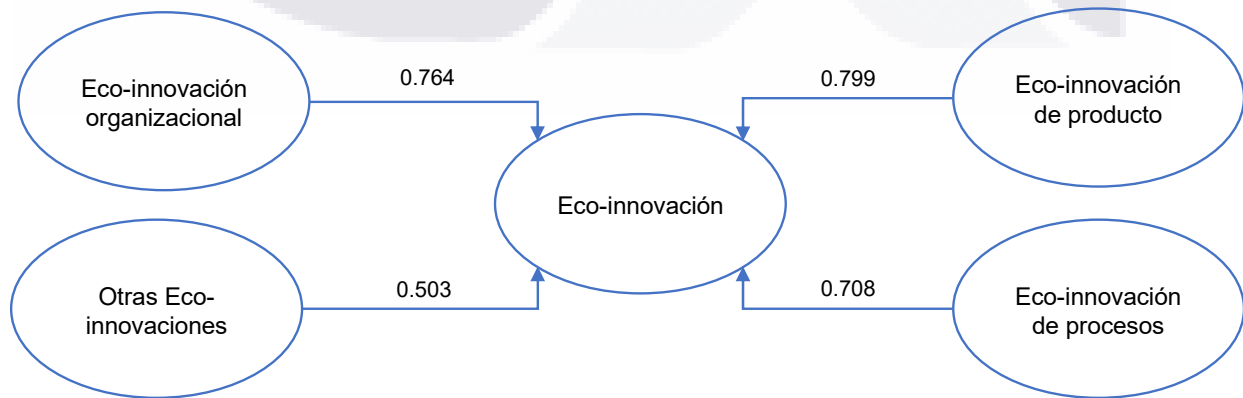 Eco-innovación
organizacional
0.764
0.799
Eco-innovación
de producto
Eco-innovación
Otras Eco-
innovaciones
0.503
0.708
Eco-innovación
de procesos